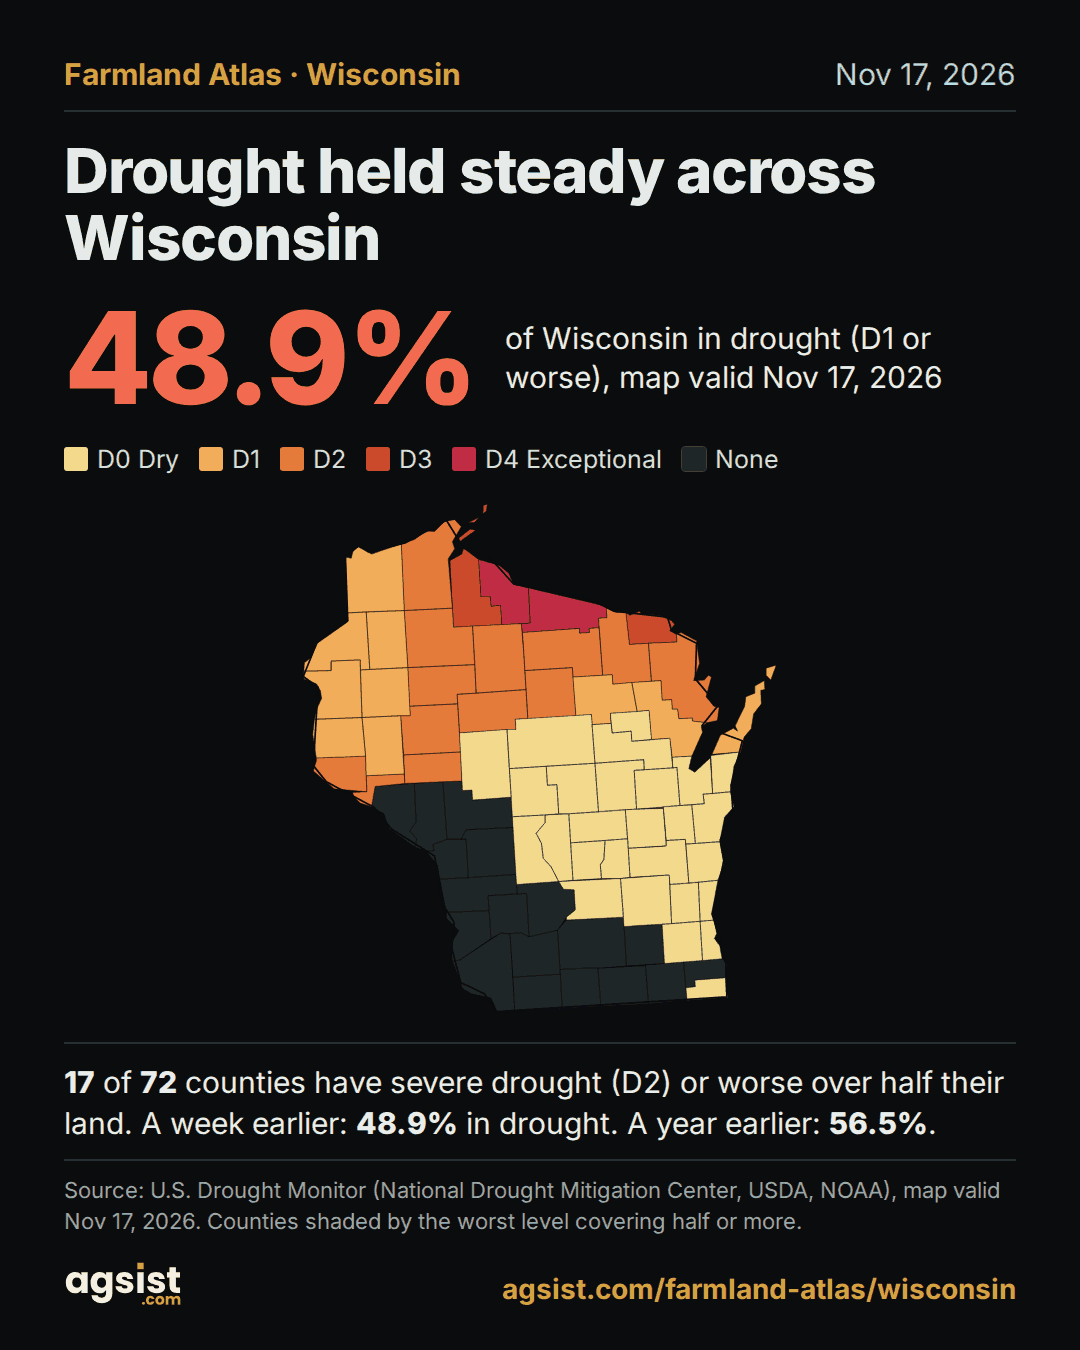 Farmland Atlas · Wisconsin
Nov 17, 2026
Drought held steady across
Wisconsin
48.9%
of Wisconsin in drought (D1 or
worse), map valid Nov 17, 2026
D0 Dry D1 D2 D3 D4 Exceptional None
17 of 72 counties have severe drought (D2) or worse over half their
land. A week earlier: 48.9% in drought. A year earlier: 56.5%.
Source: U.S. Drought Monitor (National Drought Mitigation Center, USDA, NOAA), map valid
Nov 17, 2026. Counties shaded by the worst level covering half or more.
agsist
.com
agsist.com/farmland-atlas/wisconsin